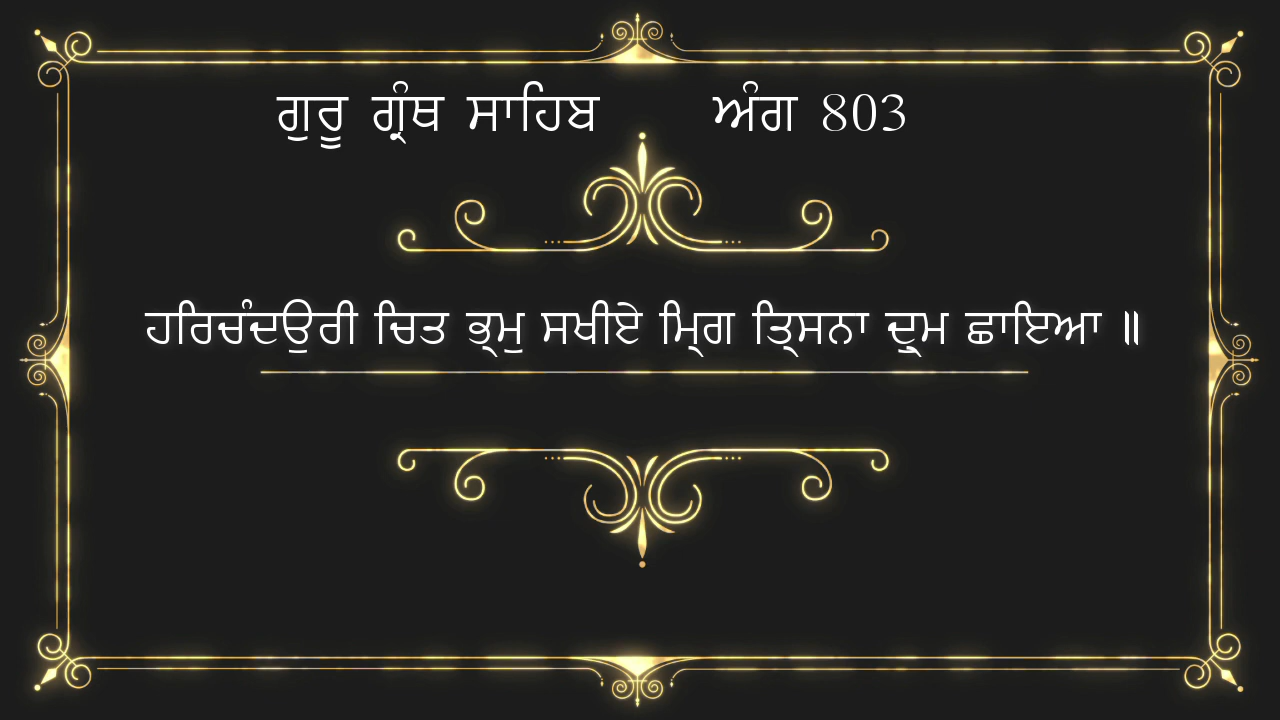 ਗੁਰੂ ਗ੍ਰੰਥ ਸਾਹਿਬ ਅੰਗ 803
ਹਰਿਚੰਦਉਰੀ ਚਿਤ ਭ੍ਰਮੁ ਸਖੀਏ ਮ੍ਰਿਗ ਤ੍ਰਿਸਨਾ ਦ੍ਰੁਮ ਛਾਇਆ ॥